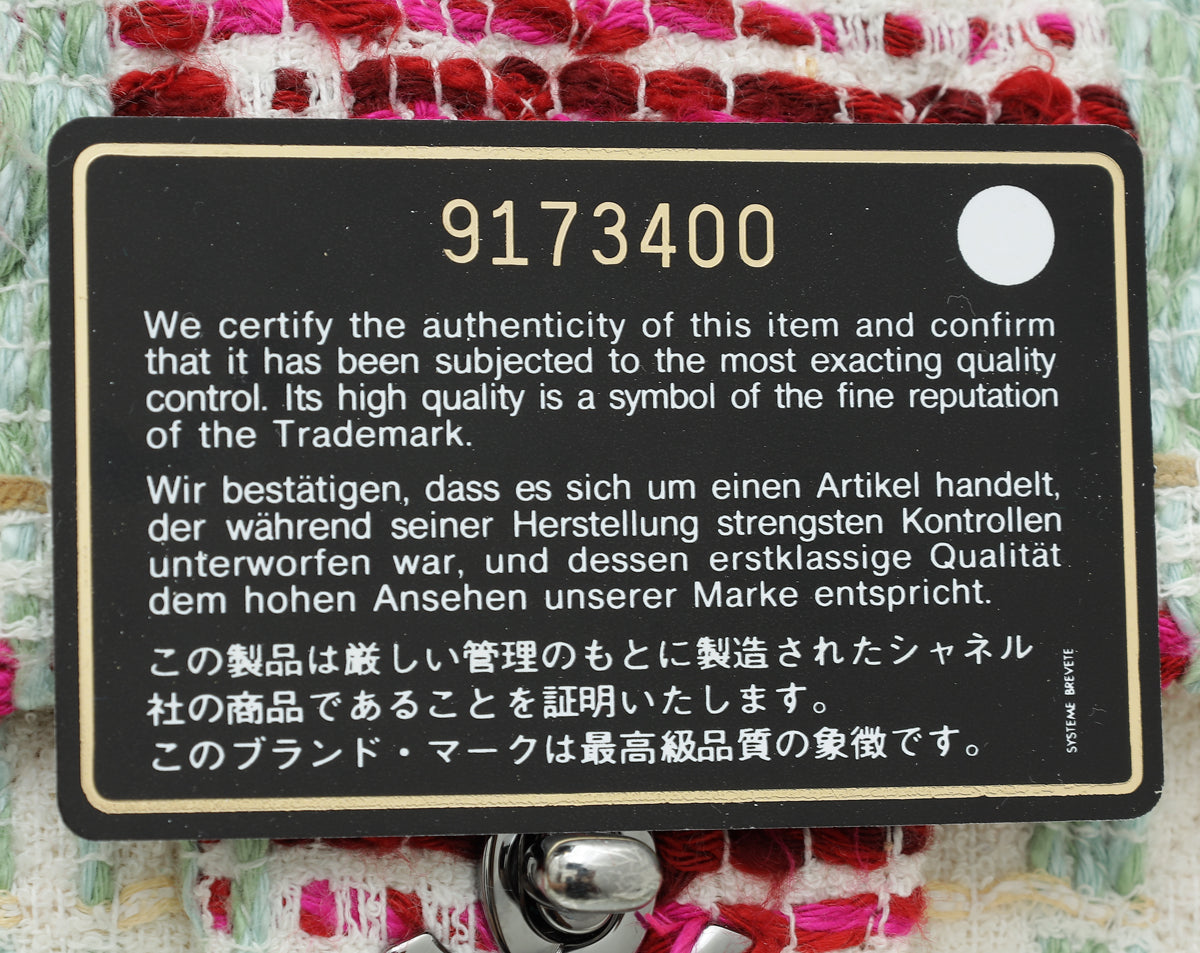 9173400
We certify the authenticity of this item and confirm
that it has been subjected to the most exacting quality
control. Its high quality is a symbol of the fine reputation
of the Trademark.
Wir bestätigen, dass es sich um einen Artikel handelt,
der während seiner Herstellung strengsten Kontrollen
unterworfen war, und dessen erstklassige Qualität
dem hohen Ansehen unserer Marke entspricht.
この製品は厳しい管理のもとに製造されたシャネル
社の商品であることを証明いたします。
このブランド・マークは最高級品質の象徴です。
SYSTEME BREVETE